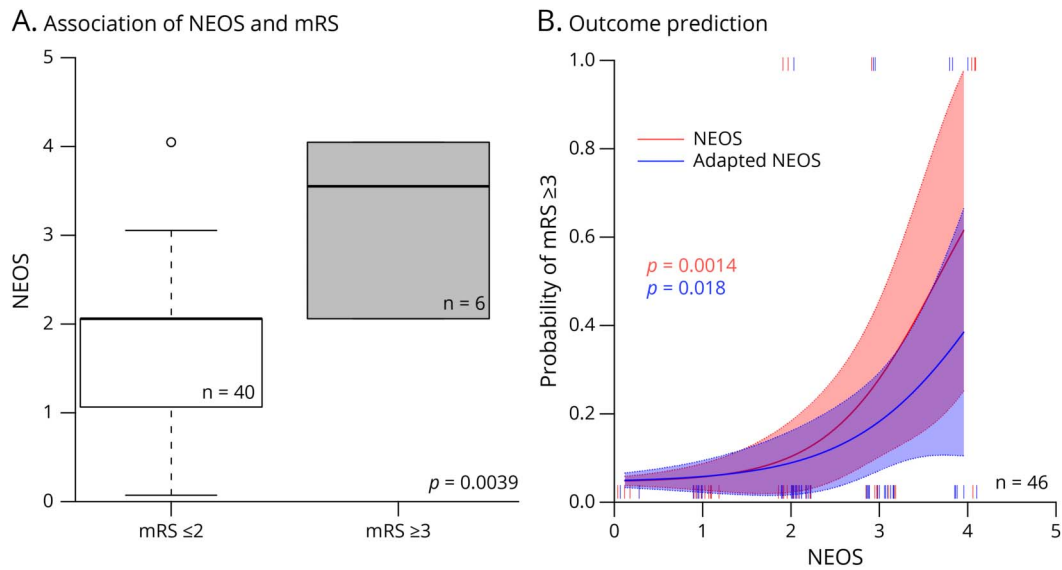 A. Association of NEOS and mRS
5
4
3
2
1
0
NEOS
n = 40
n = 6
p = 0.0039
mRS ≤2
mRS ≥3
B. Outcome prediction
1.0
0.8
0.6
0.4
0.2
0.0
Probability of mRS ≥3
NEOS
Adapted NEOS
p = 0.0014
p = 0.018
n = 46
0
1
2
3
4
5
NEOS